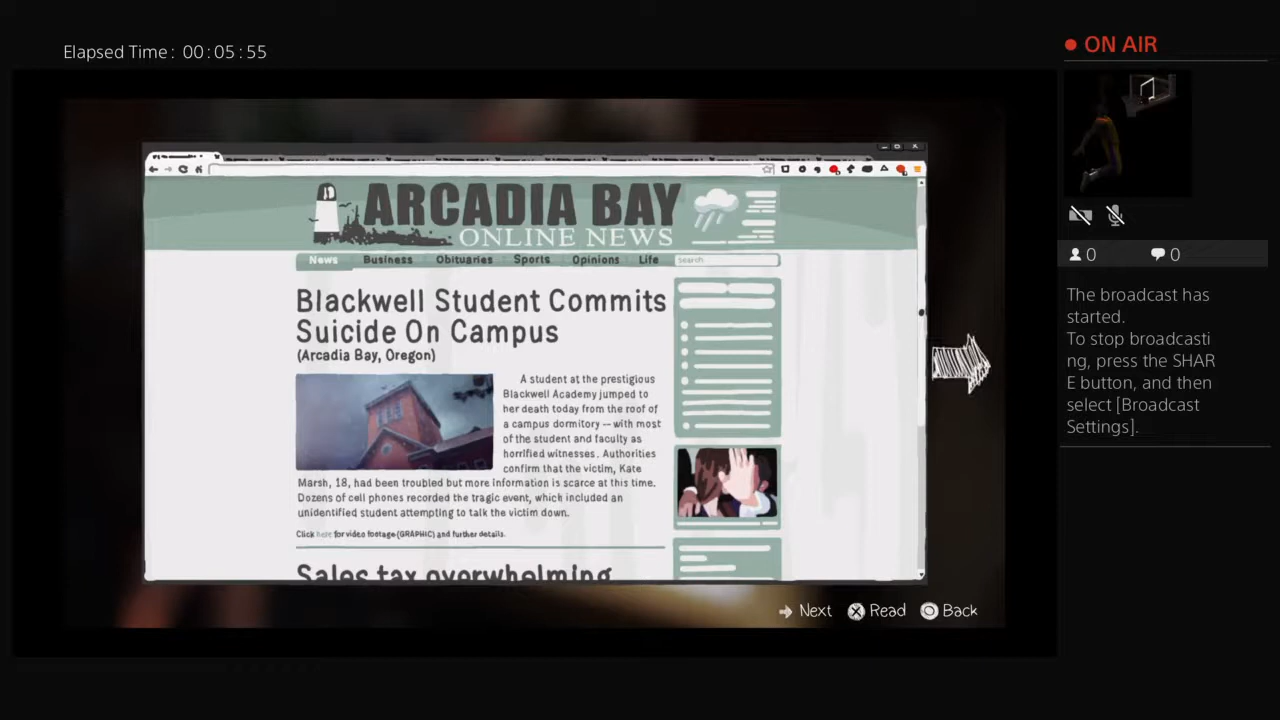 Elapsed Time: 00:05:55
ON AIR
0 0
The broadcast has
started.
To stop broadcasti
ng, press the SHAR
E button, and then
select [Broadcast
Settings].
ARCADIA BAY
ONLINE NEWS
News Business Obituaries Sports Opinions Life search
Blackwell Student Commits
Suicide On Campus
(Arcadia Bay, Oregon)
A student at the prestigious
Blackwell Academy jumped to
her death today from the roof of
a campus dormitory — with most
of the student and faculty as
horrified witnesses. Authorities
confirm that the victim, Kate
Marsh, 18, had been troubled but more information is scarce at this time.
Dozens of cell phones recorded the tragic event, which included an
unidentified student attempting to talk the victim down.
Click here for video footage (GRAPHIC) and further details.
Sales tax overwhelming
Next Read Back